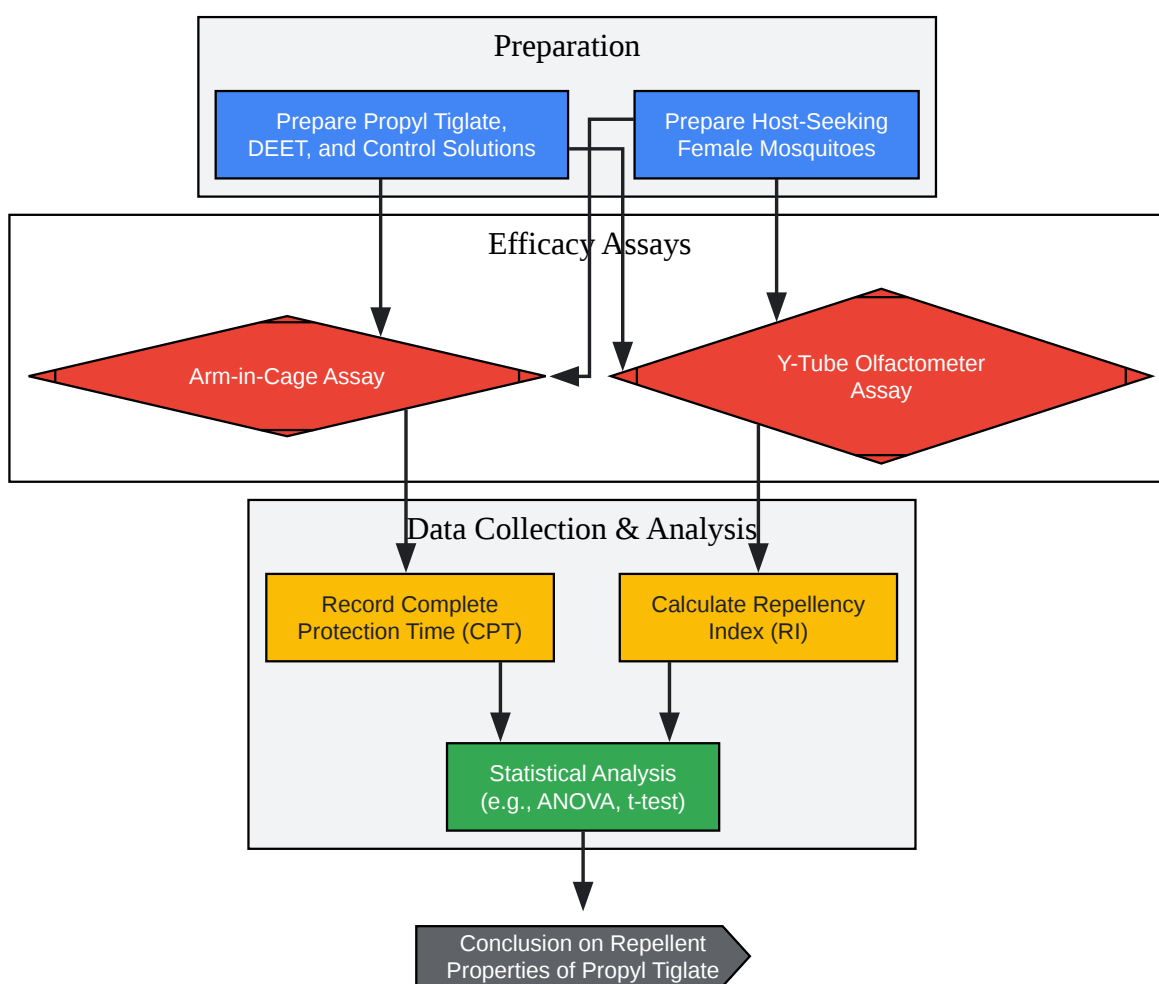 Preparation
Prepare Propyl Tiglate,
DEET, and Control Solutions
Prepare Host-Seeking
Female Mosquitoes
Efficacy Assays
Arm-in-Cage Assay
Y-Tube Olfactometer
Assay
Data Collection & Analysis
Record Complete
Protection Time (CPT)
Calculate Repellency
Index (RI)
Statistical Analysis
(e.g., ANOVA, t-test)
Conclusion on Repellent
Properties of Propyl Tiglate